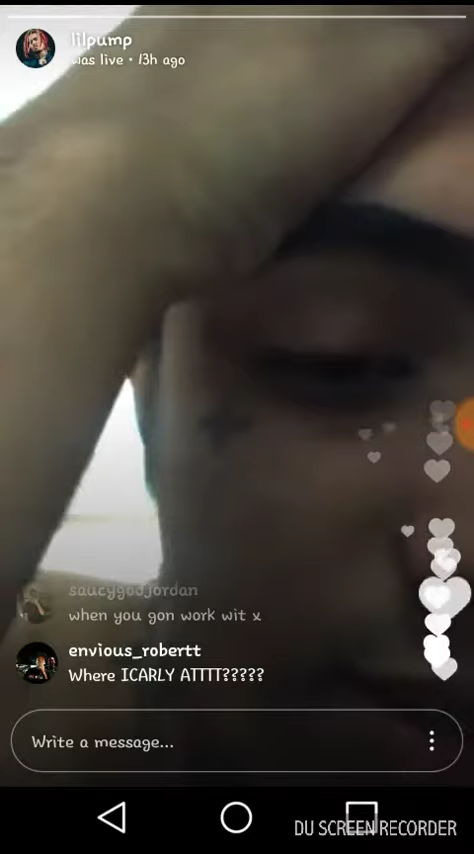 lilpump
was live • 13h ago
saucygodjordan
when you gon work wit x
envious_robertt
Where ICARLY ATTTT?????
Write a message...
DU SCREEN RECORDER